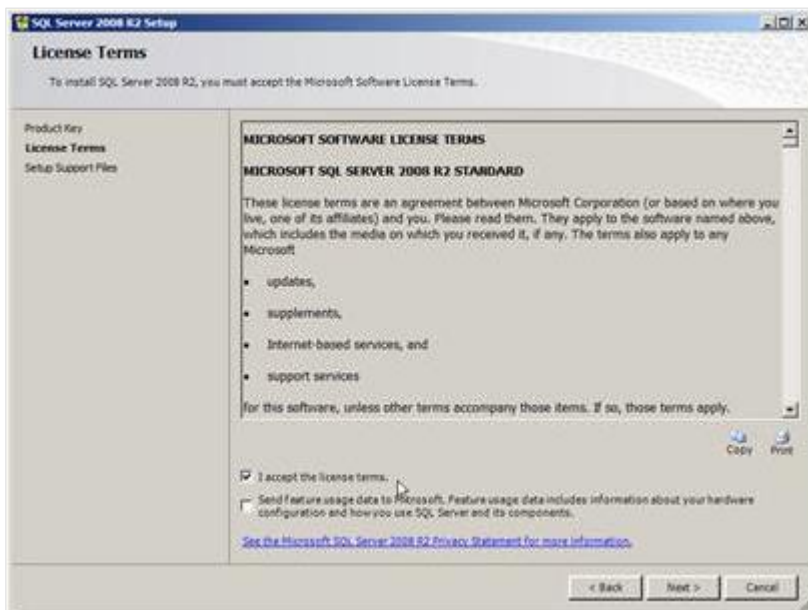 SQL Server 2008 R2 Setup
License Terms
To install SQL Server 2008 R2, you must accept the Microsoft Software License Terms.
Product Key
License Terms
Setup Support Files
MICROSOFT SOFTWARE LICENSE TERMS
MICROSOFT SQL SERVER 2008 R2 STANDARD
These license terms are an agreement between Microsoft Corporation (or based on where you
live, one of its affiliates) and you. Please read them. They apply to the software named above,
which includes the media on which you received it, if any. The terms also apply to any
Microsoft
• updates,
• supplements,
• Internet-based services, and
• support services
for this software, unless other terms accompany those items. If so, those terms apply.
Copy Print
I accept the license terms.
Send feature usage data to Microsoft. Feature usage data includes information about your hardware
configuration and how you use SQL Server and its components.
See the Microsoft SQL Server 2008 R2 Privacy Statement for more information.
< Back Next > Cancel